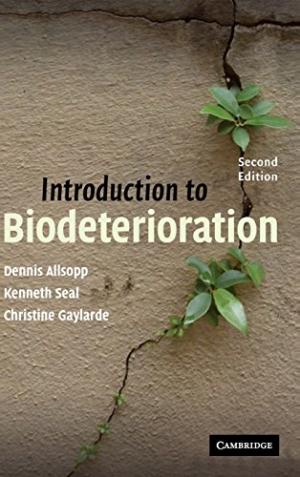 Second
Edition
Introduction to
Biodeterioration
Dennis Allsopp
Kenneth Seal
Christine Gaylarde
CAMBRIDGE